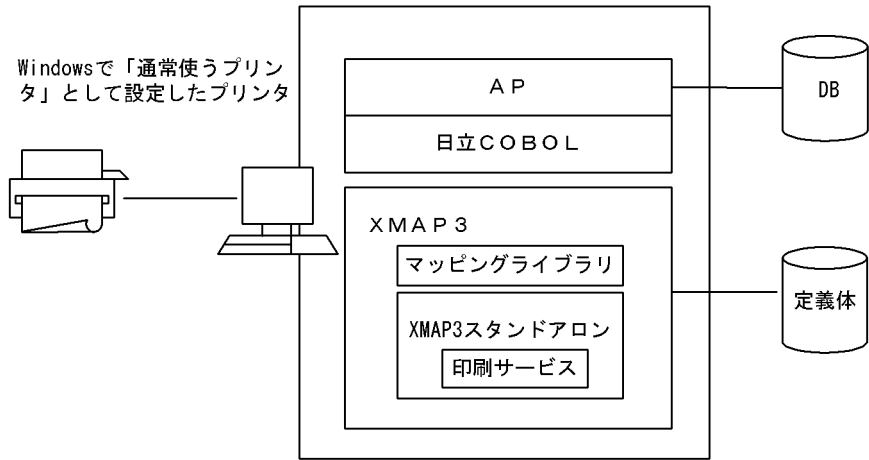 Windowsで「通常使うプリン
タ」として設定したプリンタ
ＡＰ
DB
日立ＣＯＢＯＬ
ＸＭＡＰ３
マッピングライブラリ
定義体
XMAP3スタンドアロン
印刷サービス